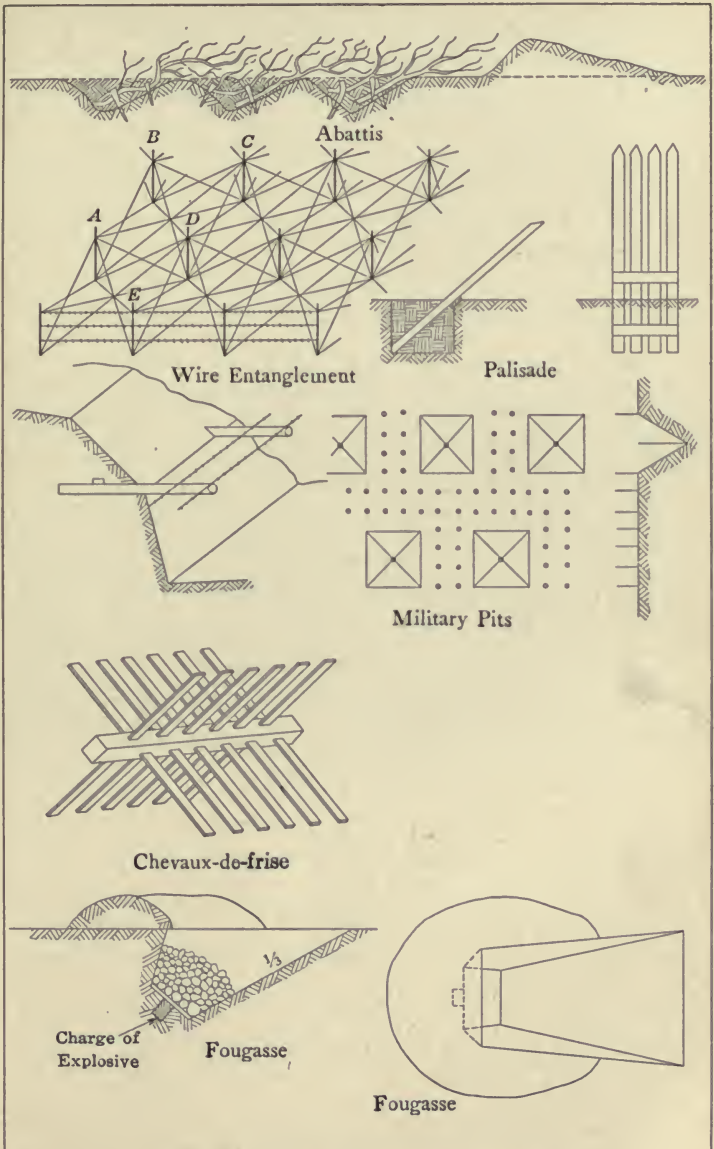 Abattis
B
C
A
D
E
Wire Entanglement
Palisade
Military Pits
Chevaux-de-frise
1/3
Charge of
Explosive
Fougasse
Fougasse